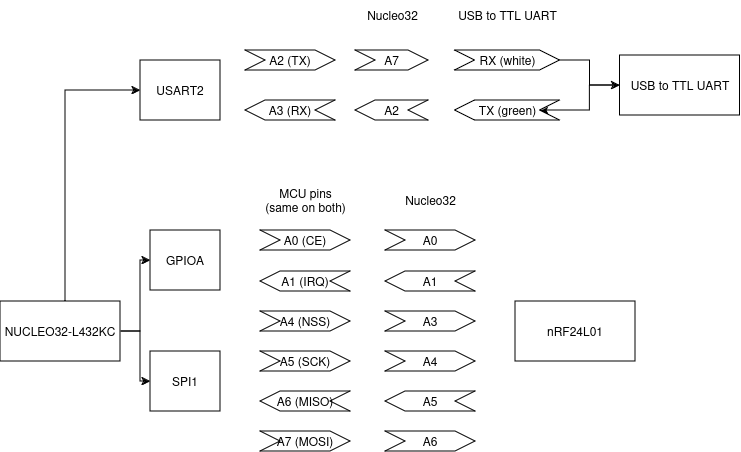 Nucleo32
USB to TTL UART
A2 (TX)
A7
RX (white)
USART2
USB to TTL UART
A3 (RX)
A2
TX (green)
MCU pins
(same on both)
Nucleo32
A0 (CE)
A0
GPIOA
A1 (IRQ)
A1
NUCLEO32-L432KC
A4 (NSS)
A3
nRF24L01
A5 (SCK)
A4
SPI1
A6 (MISO)
A5
A7 (MOSI)
A6